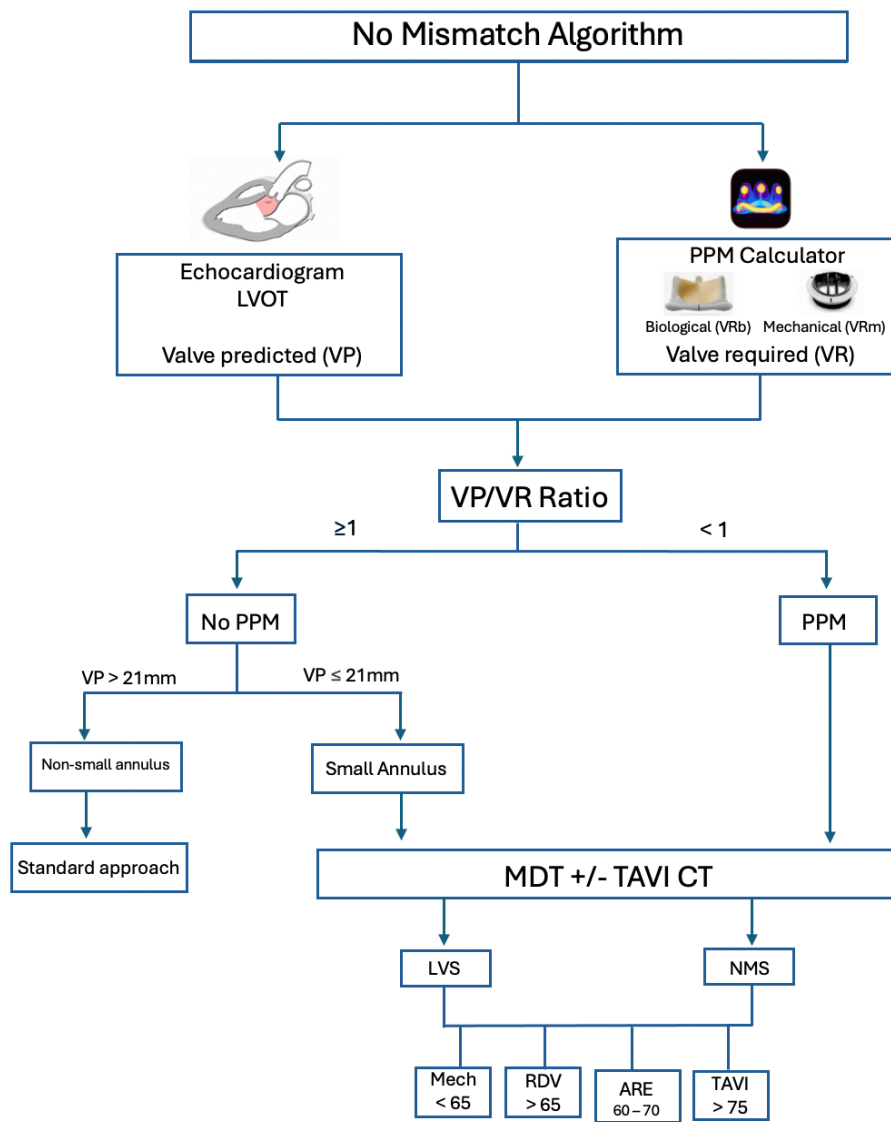 No Mismatch Algorithm
Echocardiogram
LVOT
Valve predicted (VP)
PPM Calculator
Biological (VRb)
Mechanical (VRm)
Valve required (VR)
VP/VR Ratio
≥1
< 1
No PPM
PPM
VP > 21mm
VP ≤ 21mm
Non-small annulus
Small Annulus
Standard approach
MDT +/- TAVI CT
LVS
NMS
Mech
< 65
RDV
> 65
ARE
60 – 70
TAVI
> 75